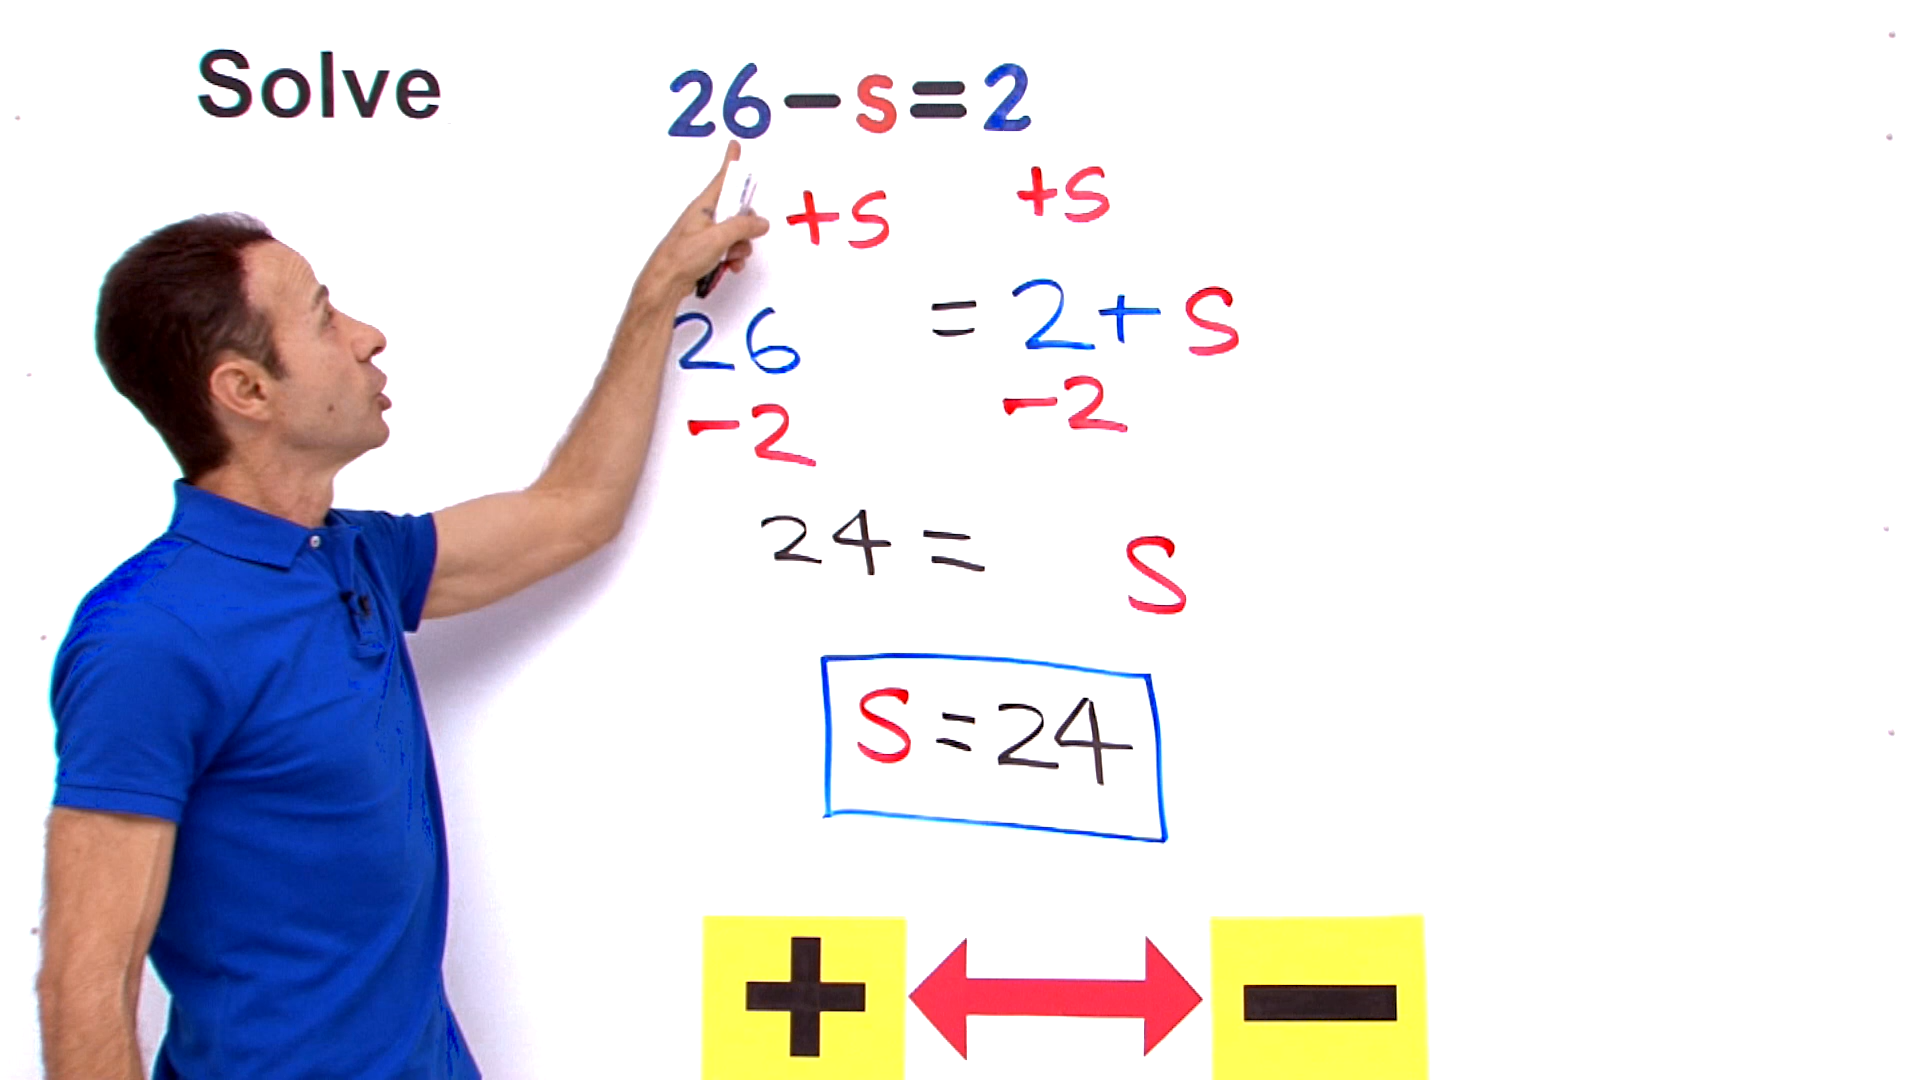 Solve 26-s=2
+s +s
26 = 2+s
-2 -2
24 = s
s=24
+ -